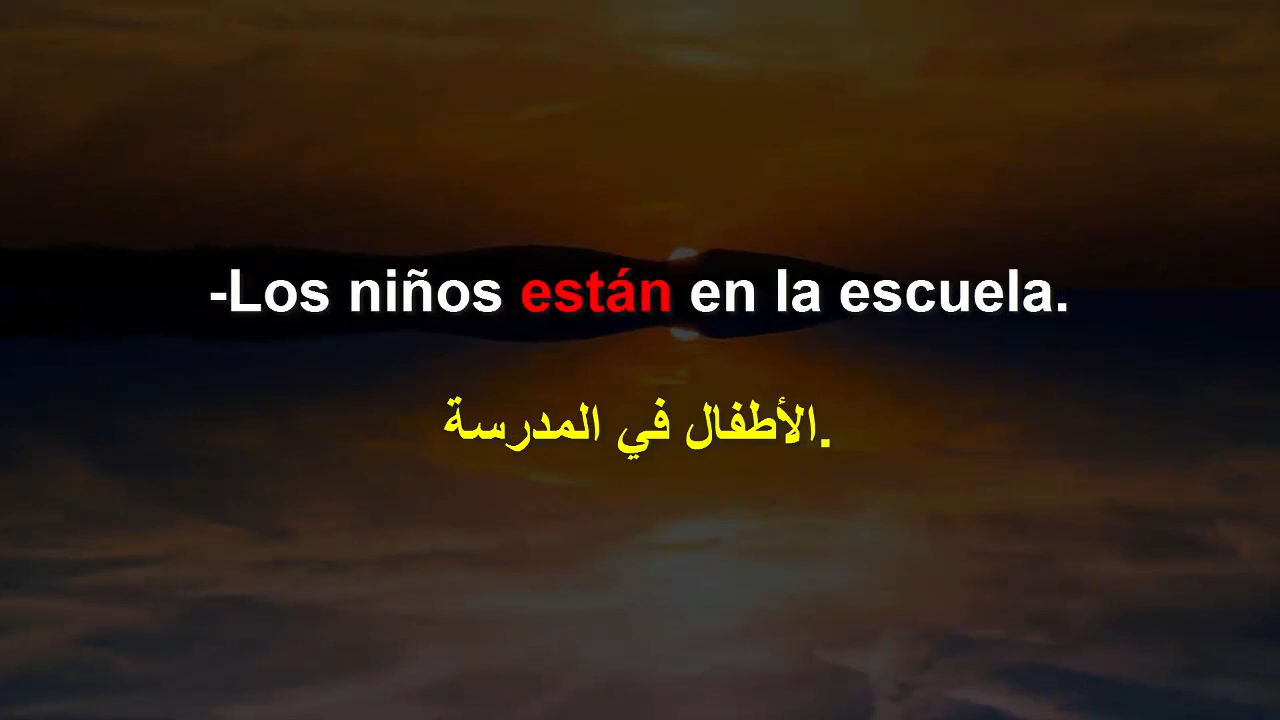 -Los niños están en la escuela.
الأطفال في المدرسة.